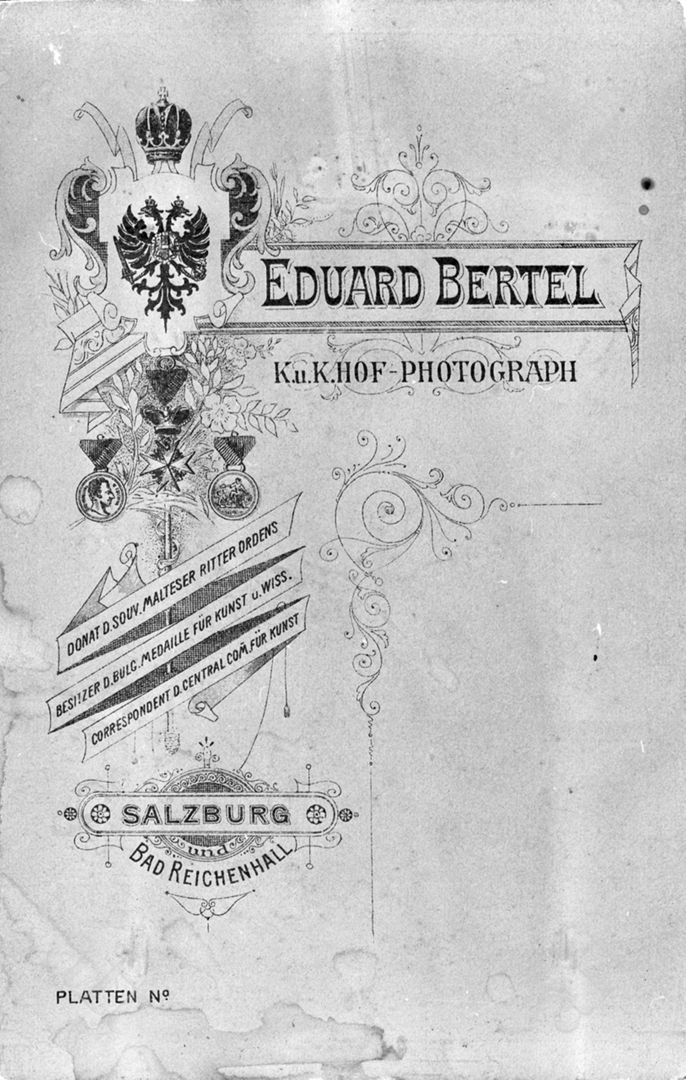 EDUARD BERTEL
K.u.K.HOF-PHOTOGRAPH
DONAT D.SOUV.MALTESER RITTER ORDENS
BESITZER D.BULG.MEDAILLE FÜR KUNST u.WISS.
CORRESPONDENT D.CENTRAL COM̄.FÜR KUNST
SALZBURG
und
BAD REICHENHALL
PLATTEN Nº